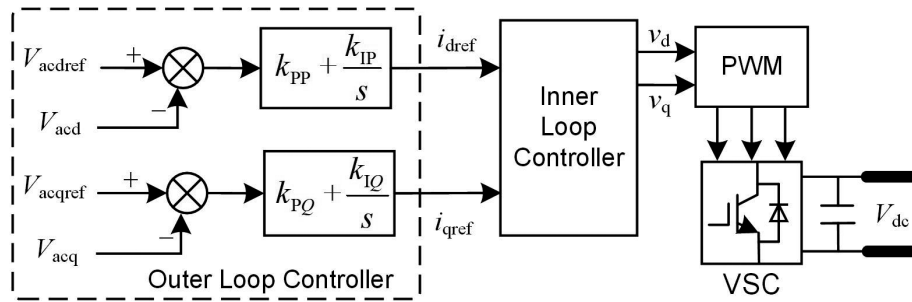 V_acdref
+
−
V_acd
k_PP + k_IP / s
i_dref
V_acqref
+
−
V_acq
k_PQ + k_IQ / s
i_qref
Outer Loop Controller
Inner
Loop
Controller
v_d
v_q
PWM
VSC
V_dc